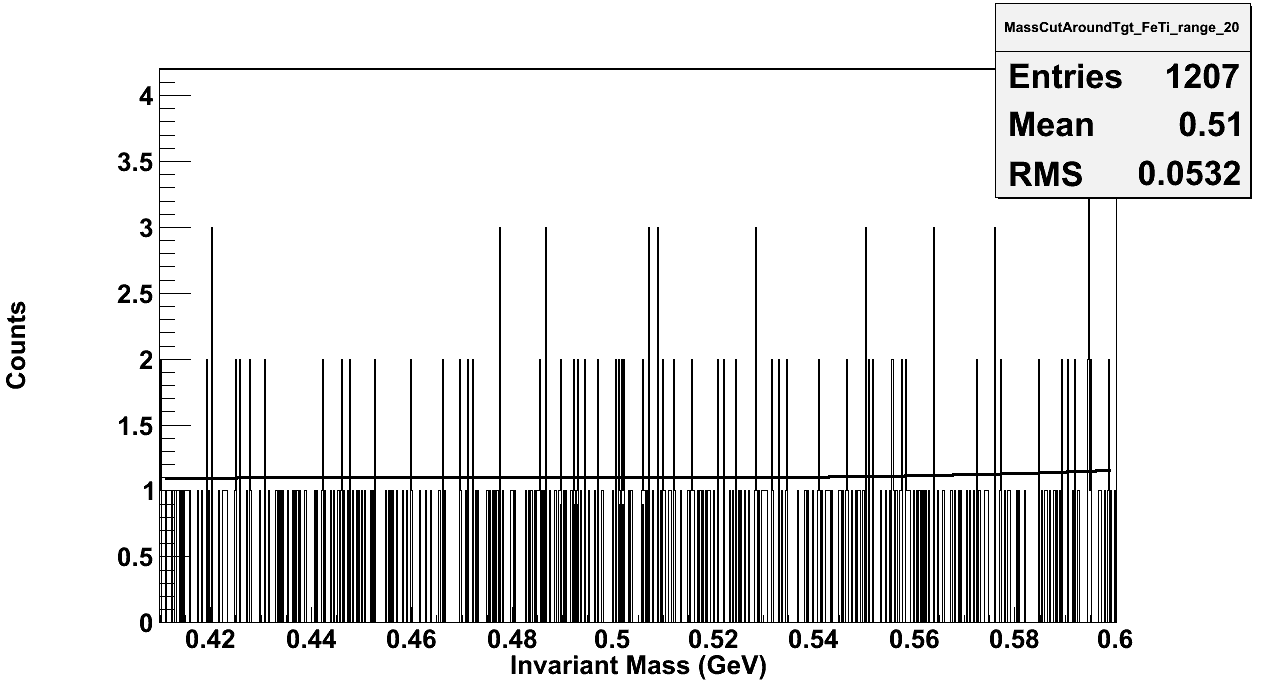 MassCutAroundTgt_FeTi_range_20
Entries 1207
Mean 0.51
RMS 0.0532
4
3.5
3
2.5
2
1.5
1
0.5
0
Counts
0.42 0.44 0.46 0.48 0.5 0.52 0.54 0.56 0.58 0.6
Invariant Mass (GeV)